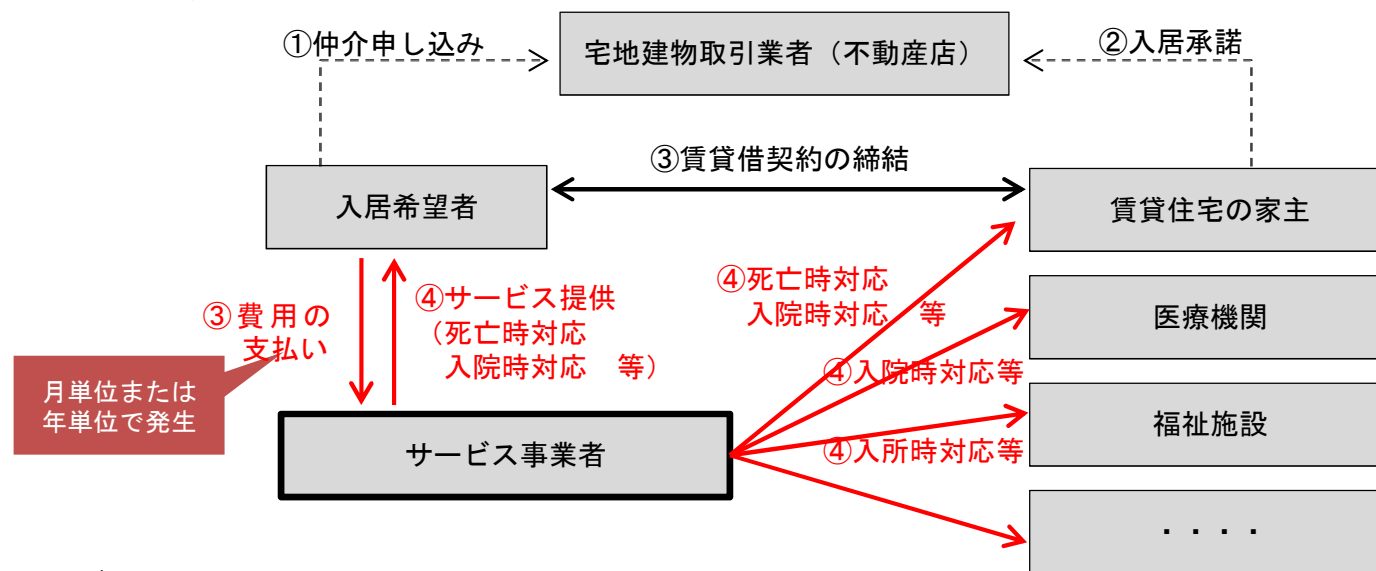 ①仲介申し込み
宅地建物取引業者（不動産店）
②入居承諾
③賃貸借契約の締結
入居希望者
賃貸住宅の家主
③費用の
支払い
④サービス提供
（死亡時対応
入院時対応　等）
④死亡時対応
入院時対応　等
医療機関
月単位または
年単位で発生
④入院時対応等
福祉施設
サービス事業者
④入所時対応等
・・・・